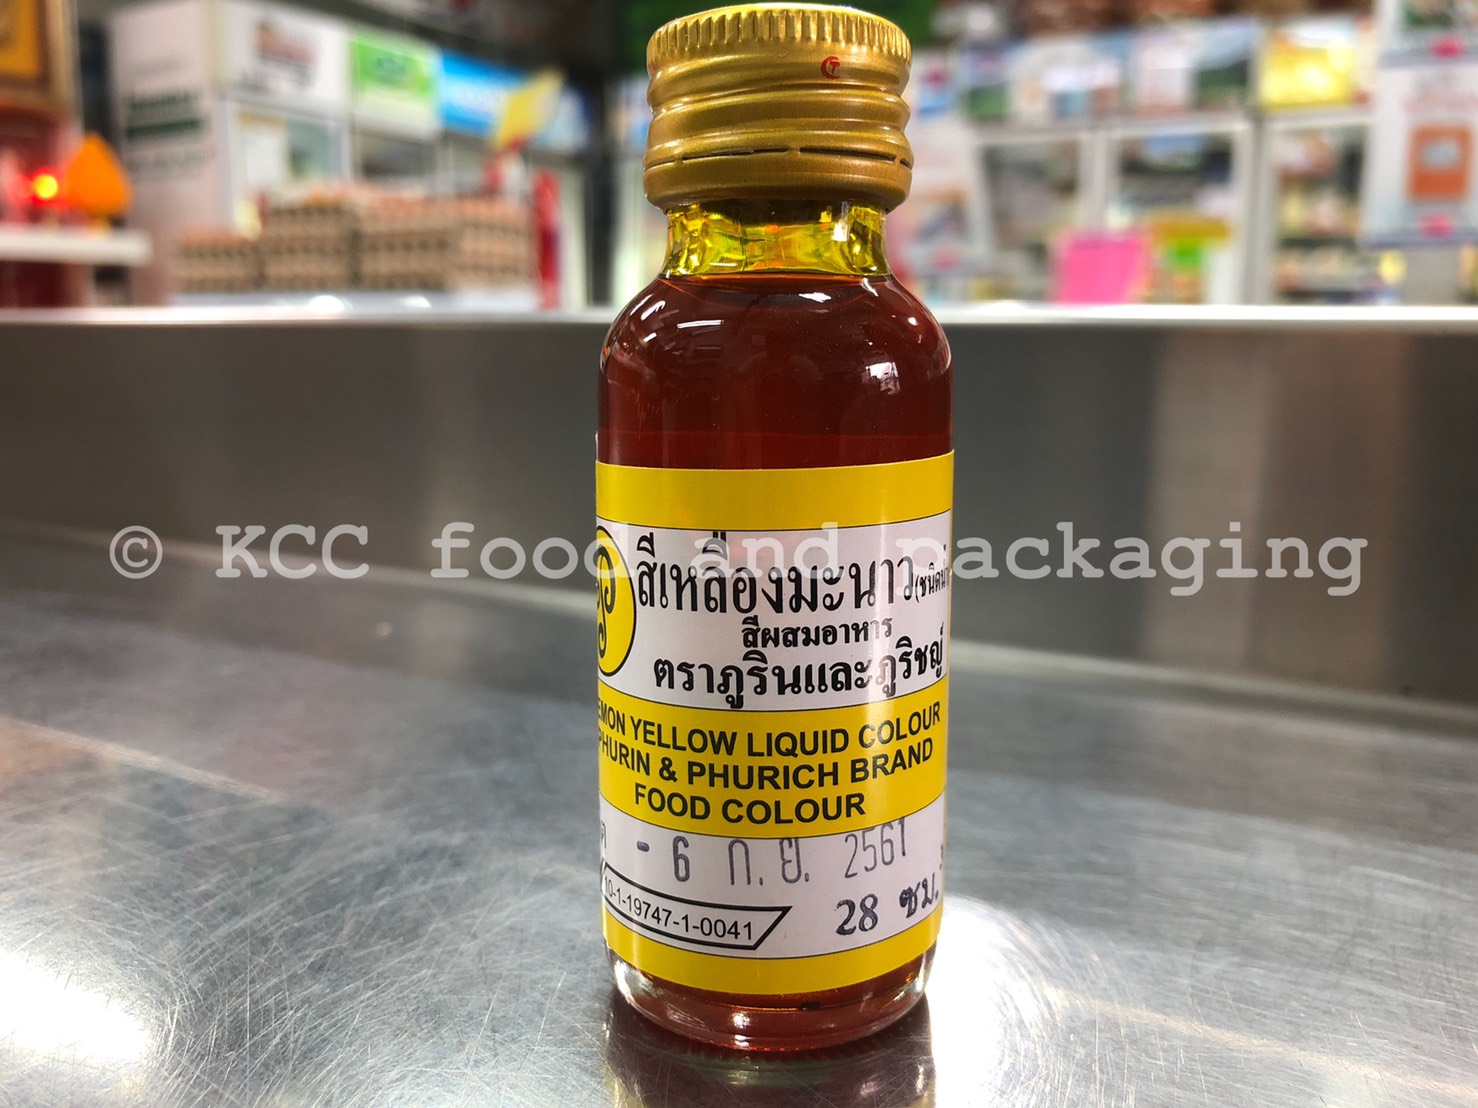 © KCC food and packaging
สีเหลืองมะนาว
สีผสมอาหาร
ตราภูรินและภูริชญ์
EMON YELLOW LIQUID COLOUR
PHURIN & PHURICH BRAND
FOOD COLOUR
- 6 ก.ย. 2561
28 ซม.
10-1-19747-1-0041